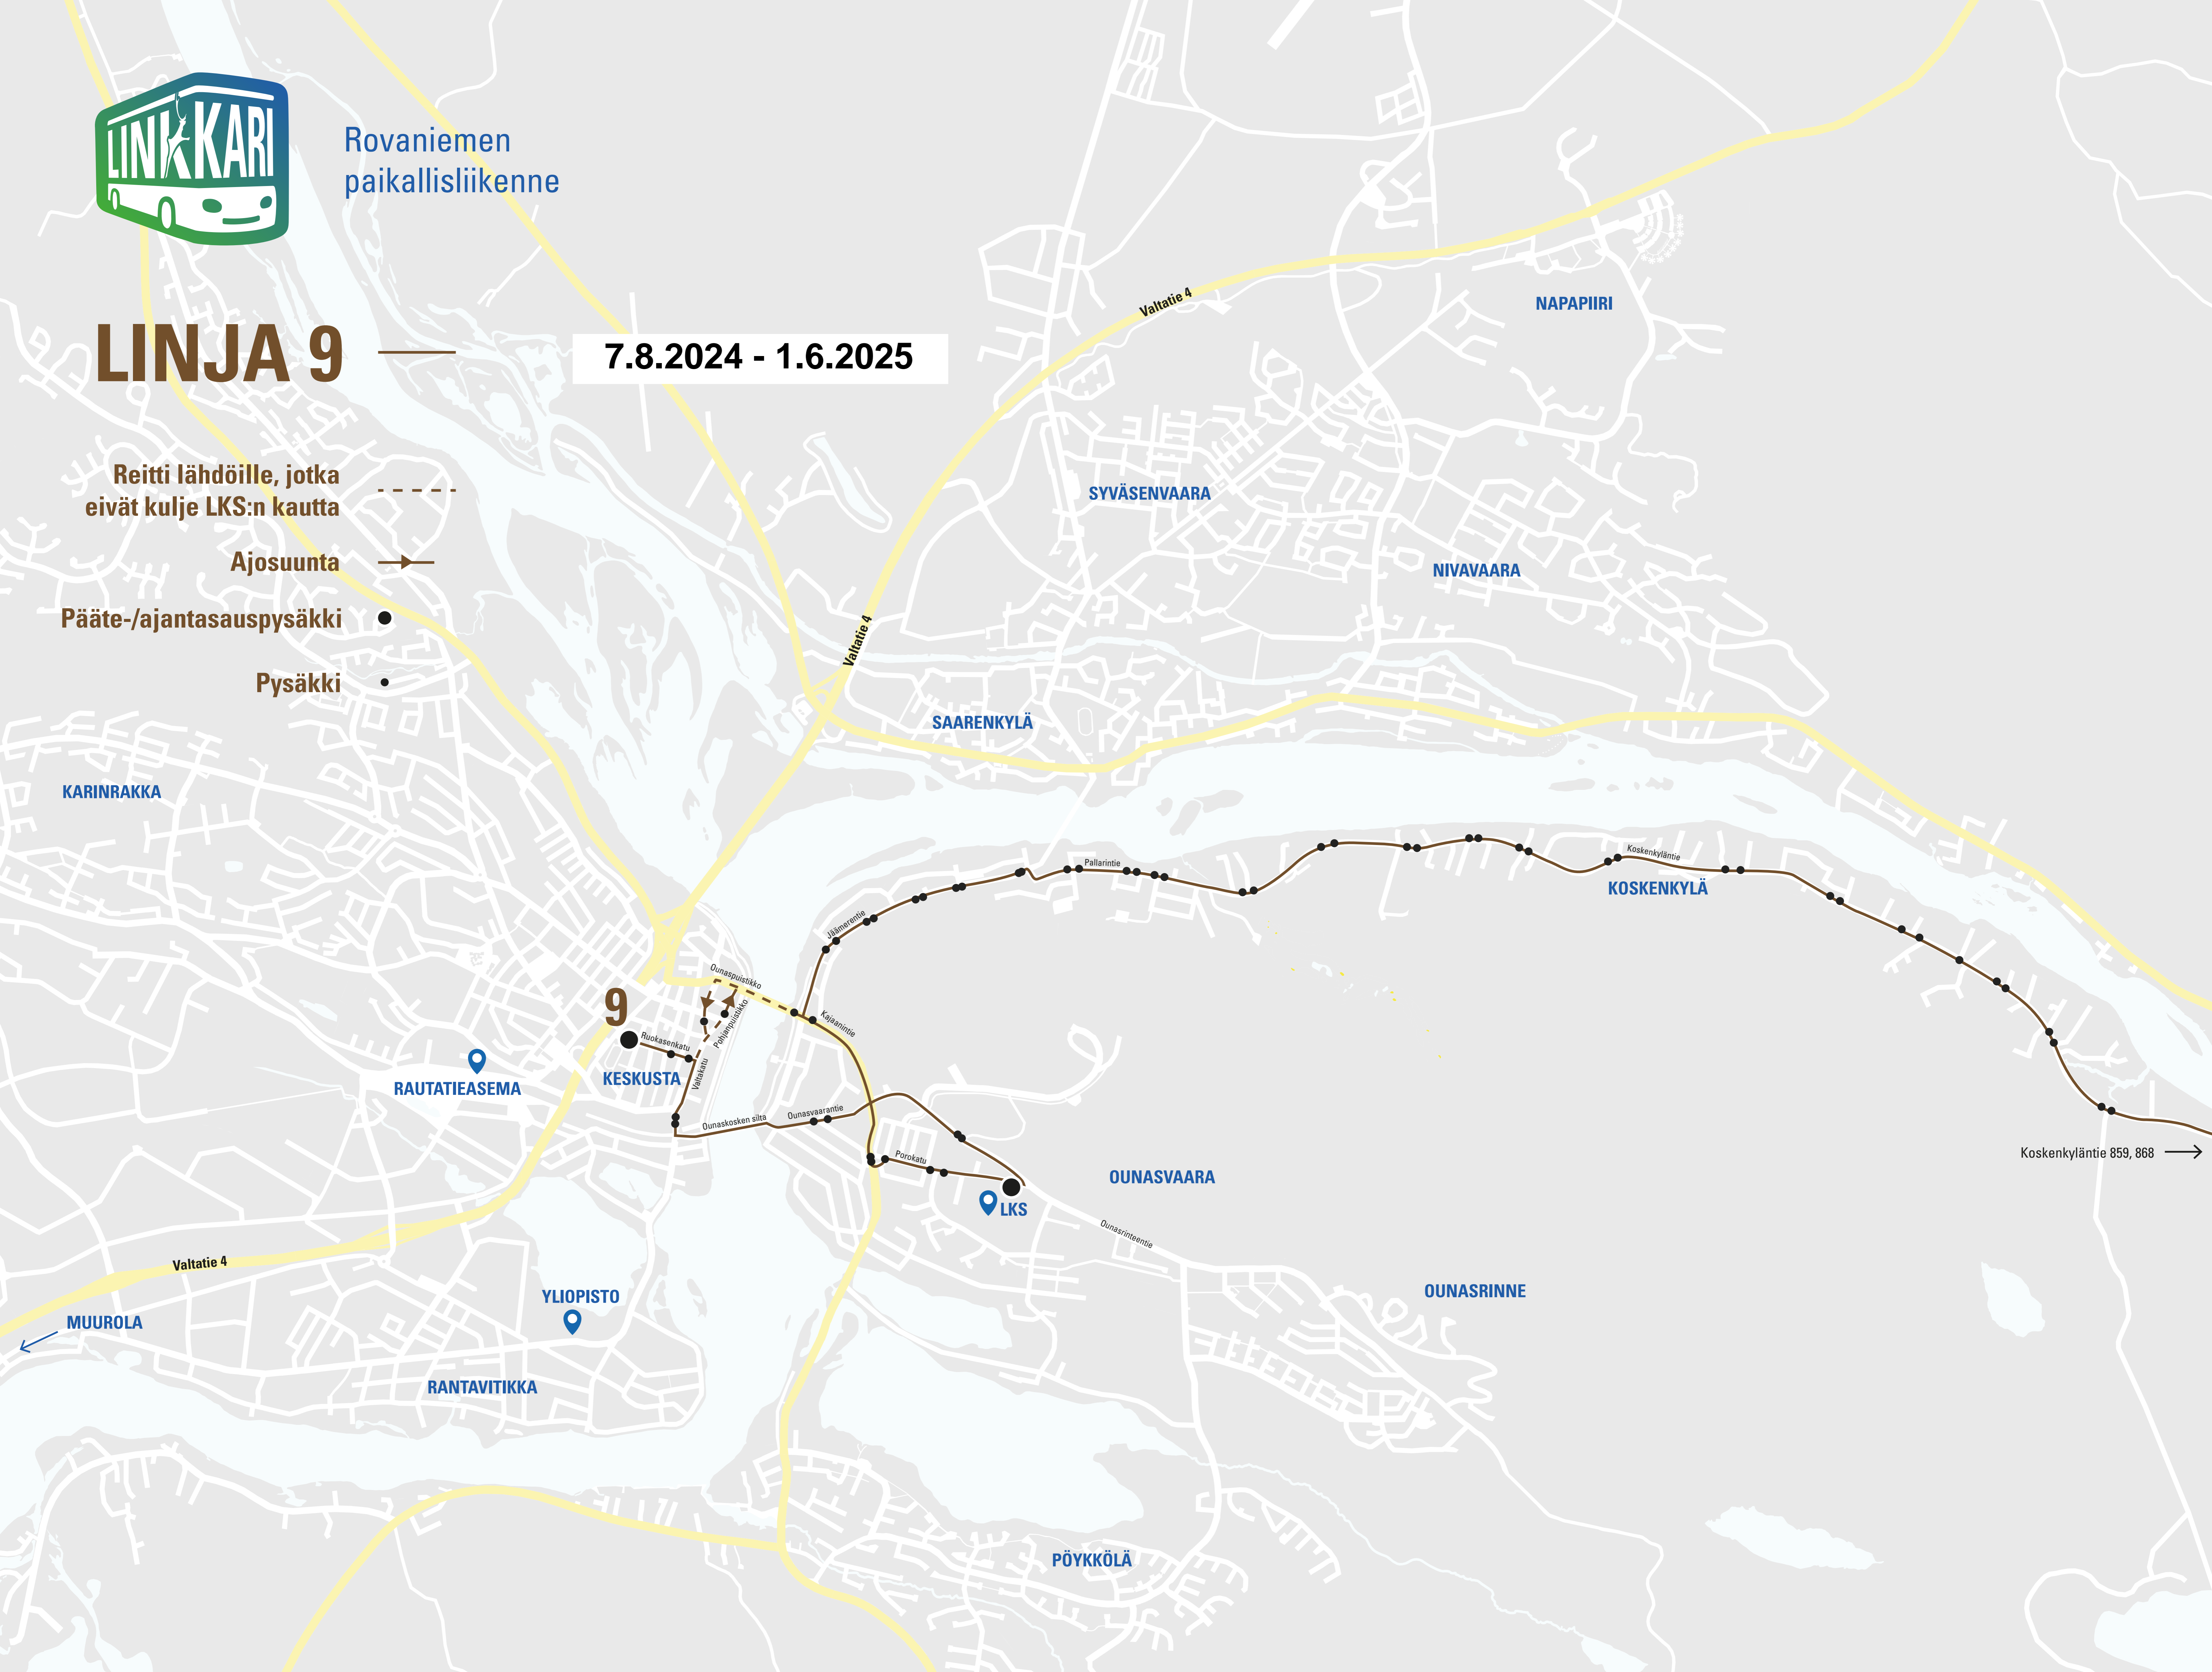 LINKKARI
Rovaniemen
paikallisliikenne
LINJA 9
7.8.2024 - 1.6.2025
Reitti lähdöille, jotka
eivät kulje LKS:n kautta
Ajosuunta
Pääte-/ajantasauspysäkki
Pysäkki
Valtatie 4
NAPAPIIRI
SYVÄSENVAARA
NIVAVAARA
Valtatie 4
SAARENKYLÄ
KARINRAKKA
Pallarintie
Koskenkyläntie
KOSKENKYLÄ
Jäämerentie
Ounaspuistikko
9
Pohjanpuistikko
Kajaanintie
Ruokasenkatu
KESKUSTA
Valtakatu
RAUTATIEASEMA
Ounaskosken silta
Ounasvaarantie
Porokatu
Koskenkyläntie 859, 868
OUNASVAARA
LKS
Ounasrinteentie
Valtatie 4
OUNASRINNE
YLIOPISTO
MUUROLA
RANTAVITIKKA
PÖYKKÖLÄ